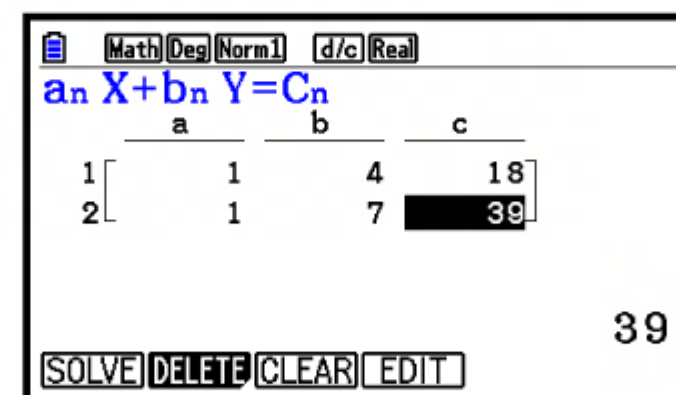 Math Deg Norm1 d/c Real
an X+bn Y=Cn
a b c
1 1 4 18
2 1 7 39
39
SOLVE DELETE CLEAR EDIT